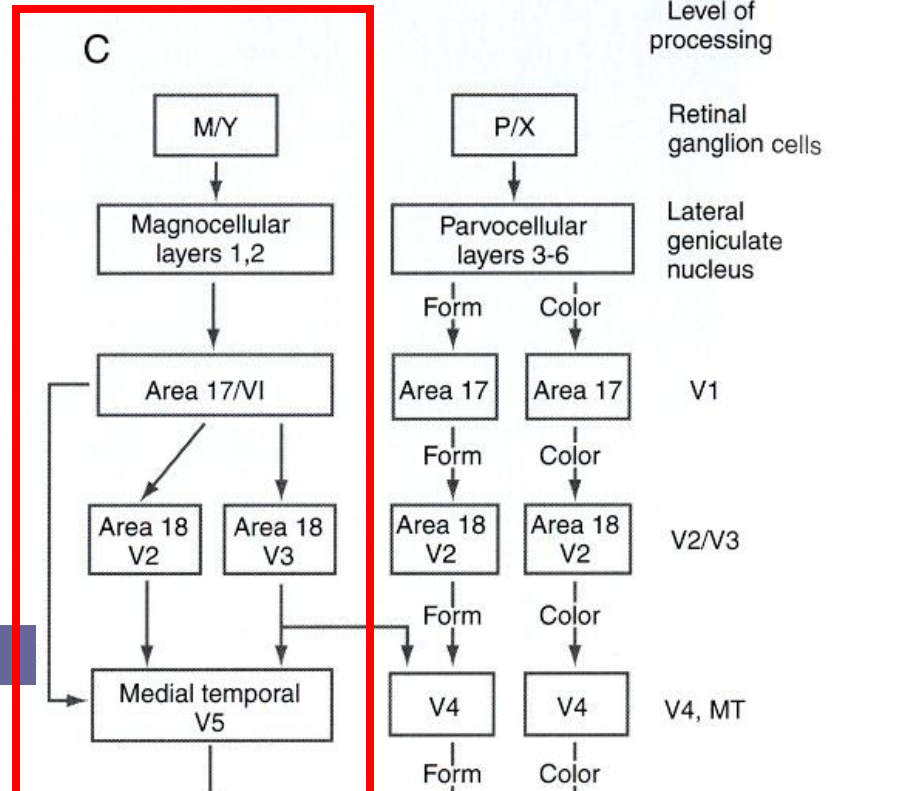 Level of
processing
C
M/Y
P/X
Retinal
ganglion cells
Magnocellular
layers 1,2
Parvocellular
layers 3-6
Lateral
geniculate
nucleus
Form
Color
Area 17/VI
Area 17
Area 17
V1
Form
Color
Area 18
V2
Area 18
V3
Area 18
V2
Area 18
V2
V2/V3
Form
Color
Medial temporal
V5
V4
V4
V4, MT
Form
Color